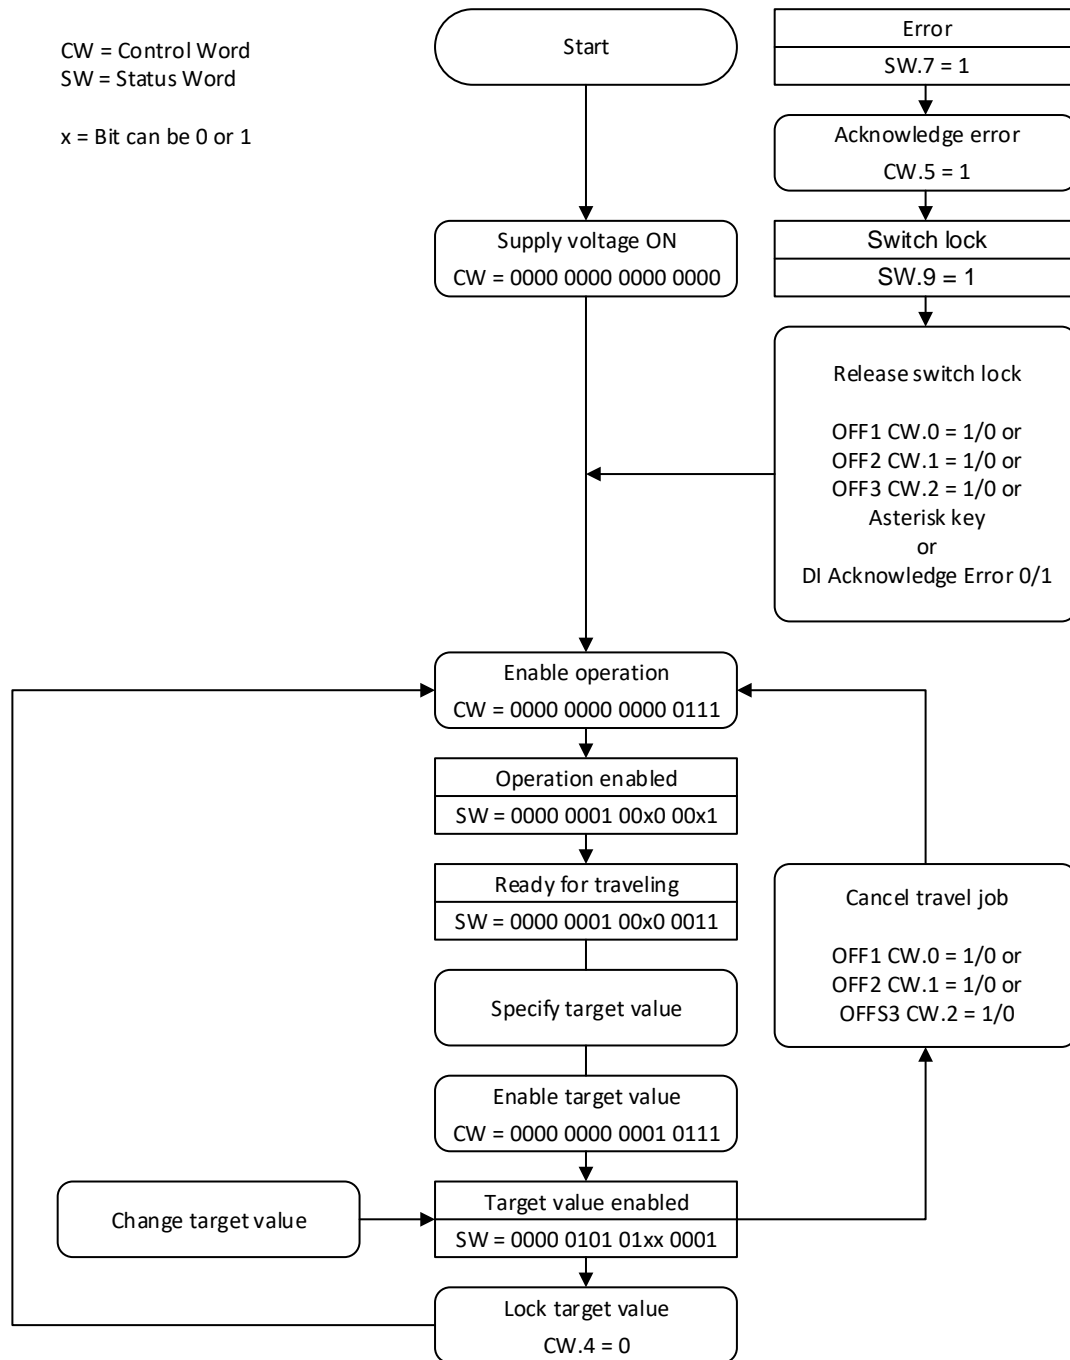 CW = Control Word
SW = Status Word
x = Bit can be 0 or 1
Start
Supply voltage ON
CW = 0000 0000 0000 0000
Error
SW.7 = 1
Acknowledge error
CW.5 = 1
Switch lock
SW.9 = 1
Release switch lock
OFF1 CW.0 = 1/0 or
OFF2 CW.1 = 1/0 or
OFF3 CW.2 = 1/0 or
Asterisk key
or
DI Acknowledge Error 0/1
Enable operation
CW = 0000 0000 0000 0111
Operation enabled
SW = 0000 0001 00x0 00x1
Ready for traveling
SW = 0000 0001 00x0 0011
Specify target value
Enable target value
CW = 0000 0000 0001 0111
Cancel travel job
OFF1 CW.0 = 1/0 or
OFF2 CW.1 = 1/0 or
OFFS3 CW.2 = 1/0
Change target value
Target value enabled
SW = 0000 0101 01xx 0001
Lock target value
CW.4 = 0